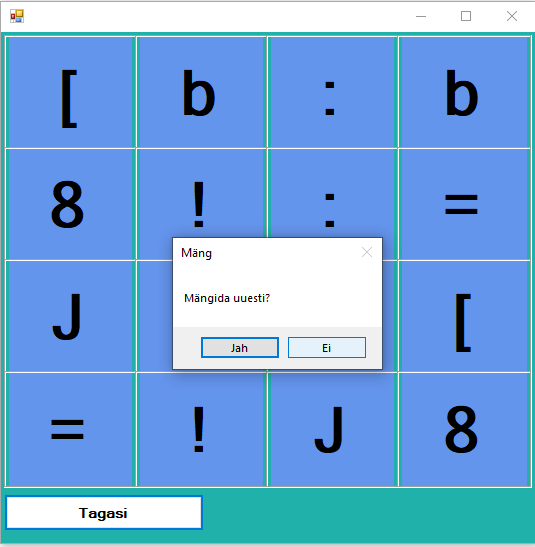 [ b : b
8 ! : =
Mäng
Mängida uuesti?
Jah Ei
J [
= ! J 8
Tagasi